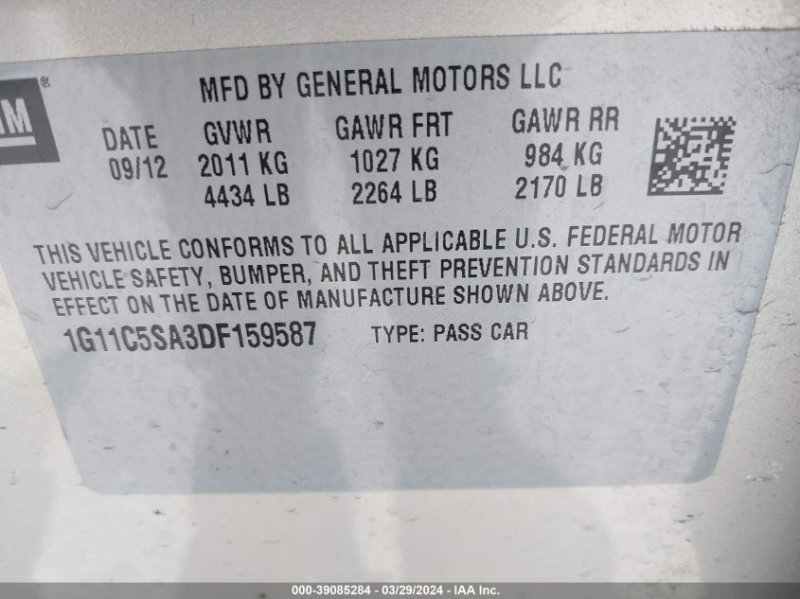 GM®
MFD BY GENERAL MOTORS LLC
DATE GVWR GAWR FRT GAWR RR
09/12 2011 KG 1027 KG 984 KG
4434 LB 2264 LB 2170 LB
THIS VEHICLE CONFORMS TO ALL APPLICABLE U.S. FEDERAL MOTOR
VEHICLE SAFETY, BUMPER, AND THEFT PREVENTION STANDARDS IN
EFFECT ON THE DATE OF MANUFACTURE SHOWN ABOVE.
1G11C5SA3DF159587 TYPE: PASS CAR
000-39085284 - 03/29/2024 - IAA Inc.